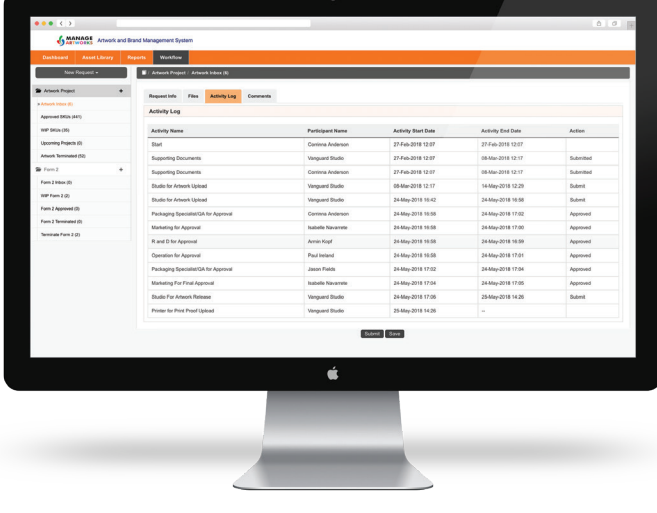 MANAGE ARTWORKS Artwork and Brand Management System
Dashboard Asset Library Reports Workflow
New Request
Artwork Project / Artwork Inbox (6)
Artwork Project +
Artwork Inbox (6)
Approved SKUs (441)
WIP SKUs (35)
Upcoming Projects (0)
Artwork Terminated (52)
Form 2 +
Form 2 Inbox (0)
WIP Form 2 (2)
Form 2 Approved (0)
Form 2 Terminated (0)
Terminate Form 2 (2)
Request Info Files Activity Log Comments
Activity Log
Activity Name Participant Name Activity Start Date Activity End Date Action
Start Corinna Anderson 27-Feb-2018 12:07 27-Feb-2018 12:07
Supporting Documents Vanguard Studio 27-Feb-2018 12:07 08-Mar-2018 12:17 Submitted
Supporting Documents Vanguard Studio 27-Feb-2018 12:07 08-Mar-2018 12:17 Submitted
Studio for Artwork Upload Vanguard Studio 08-Mar-2018 12:17 14-May-2018 12:29 Submit
Studio for Artwork Upload Vanguard Studio 24-May-2018 16:42 24-May-2018 16:58 Submit
Packaging Specialist/QA for Approval Corinna Anderson 24-May-2018 16:58 24-May-2018 17:02 Approved
Marketing for Approval Isabelle Navarrete 24-May-2018 16:58 24-May-2018 17:00 Approved
R and D for Approval Armin Kopf 24-May-2018 16:58 24-May-2018 16:59 Approved
Operation for Approval Paul Ireland 24-May-2018 16:58 24-May-2018 17:01 Approved
Packaging Specialist/QA for Approval Jason Fields 24-May-2018 17:02 24-May-2018 17:04 Approved
Marketing For Final Approval Isabelle Navarrete 24-May-2018 17:04 24-May-2018 17:05 Approved
Studio For Artwork Release Vanguard Studio 24-May-2018 17:08 25-May-2018 14:26 Submit
Printer for Print Proof Upload Vanguard Studio 25-May-2018 14:26 --
Submit Save